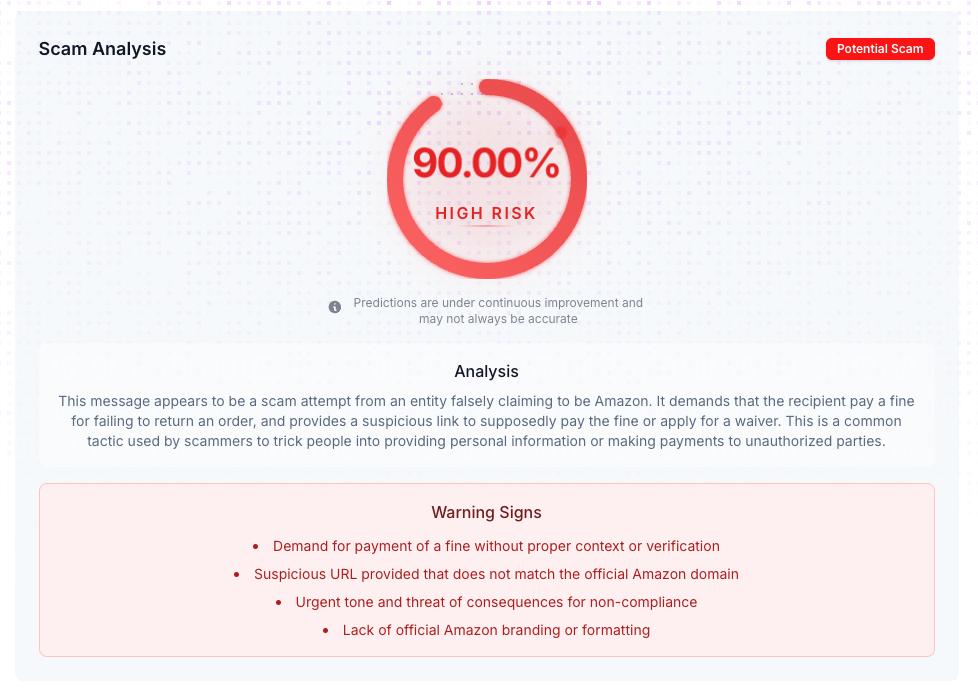 Scam Analysis
Potential Scam
90.00%
HIGH RISK
Predictions are under continuous improvement and
may not always be accurate
Analysis
This message appears to be a scam attempt from an entity falsely claiming to be Amazon. It demands that the recipient pay a fine
for failing to return an order, and provides a suspicious link to supposedly pay the fine or apply for a waiver. This is a common
tactic used by scammers to trick people into providing personal information or making payments to unauthorized parties.
Warning Signs
• Demand for payment of a fine without proper context or verification
• Suspicious URL provided that does not match the official Amazon domain
• Urgent tone and threat of consequences for non-compliance
• Lack of official Amazon branding or formatting